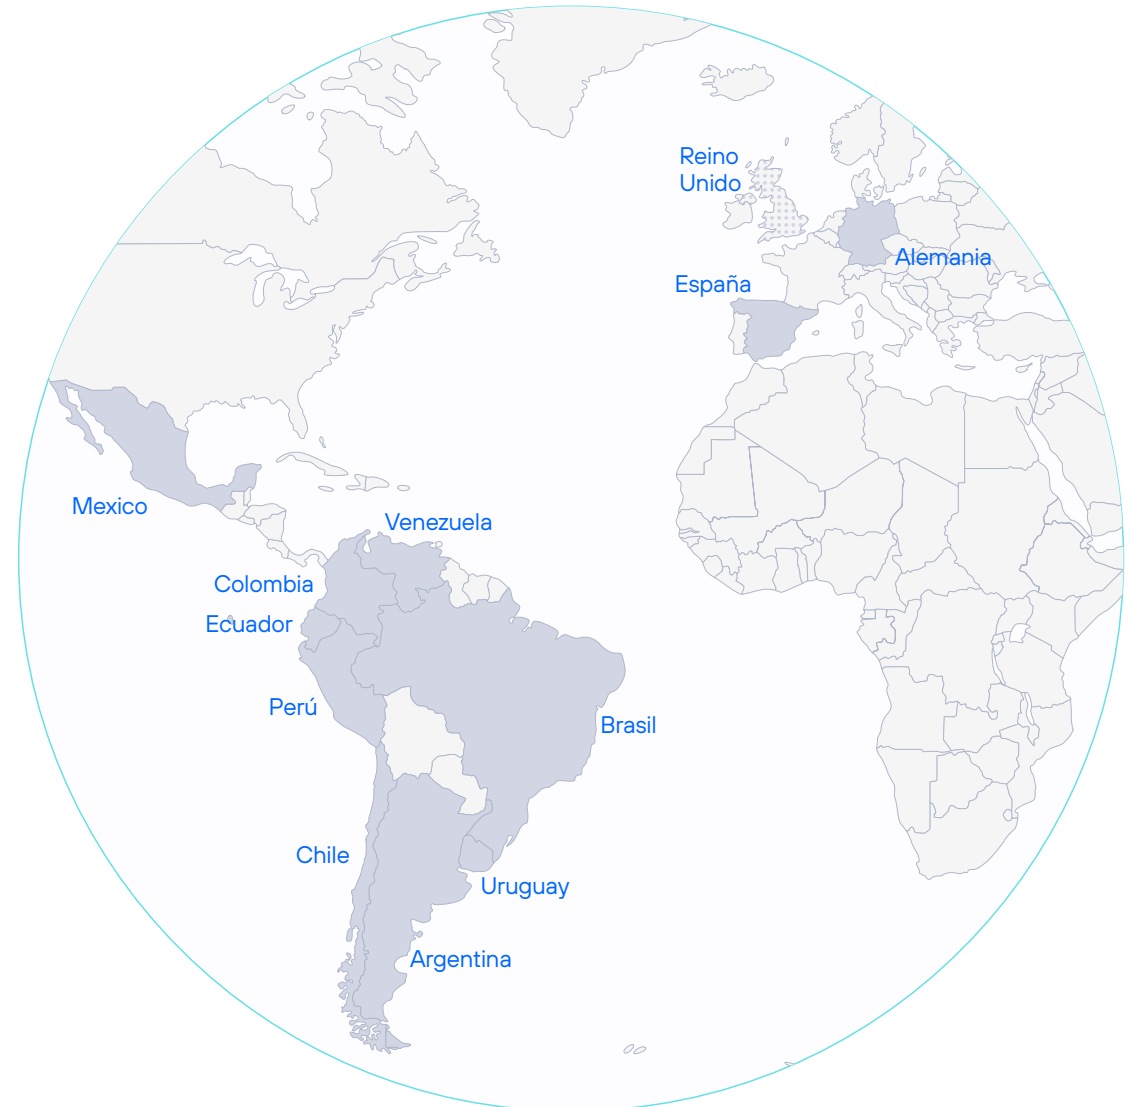 Reino
Unido
Alemania
España
Mexico
Venezuela
Colombia
Ecuador
Perú
Brasil
Chile
Uruguay
Argentina